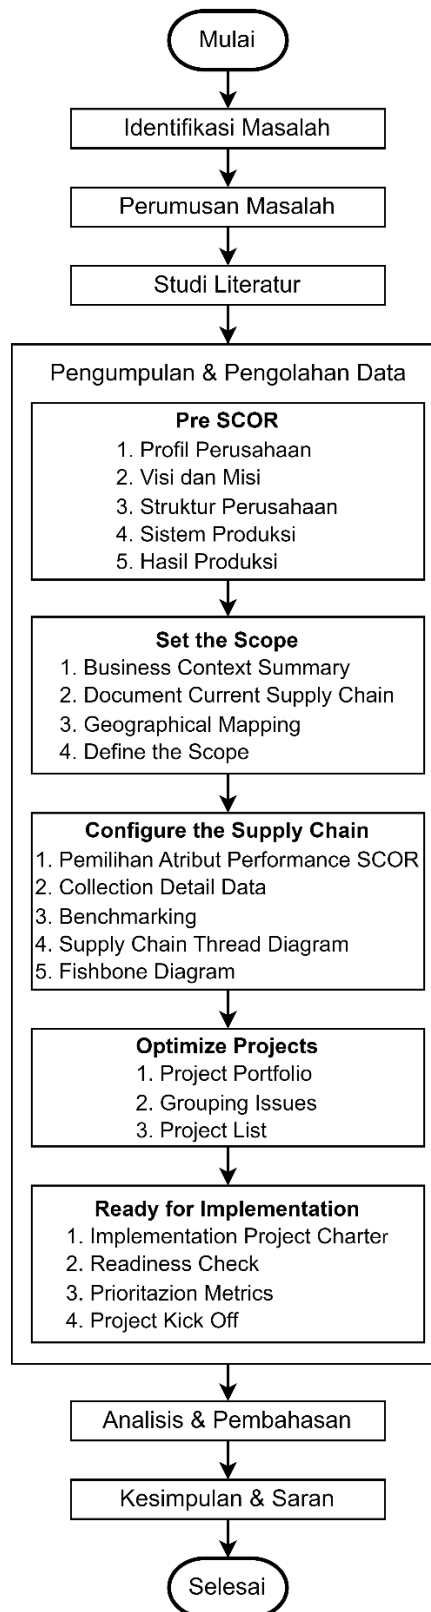 Mulai
Identifikasi Masalah
Perumusan Masalah
Studi Literatur
Pengumpulan & Pengolahan Data
Pre SCOR
1. Profil Perusahaan
2. Visi dan Misi
3. Struktur Perusahaan
4. Sistem Produksi
5. Hasil Produksi
Set the Scope
1. Business Context Summary
2. Document Current Supply Chain
3. Geographical Mapping
4. Define the Scope
Configure the Supply Chain
1. Pemilihan Atribut Performance SCOR
2. Collection Detail Data
3. Benchmarking
4. Supply Chain Thread Diagram
5. Fishbone Diagram
Optimize Projects
1. Project Portfolio
2. Grouping Issues
3. Project List
Ready for Implementation
1. Implementation Project Charter
2. Readiness Check
3. Prioritazion Metrics
4. Project Kick Off
Analisis & Pembahasan
Kesimpulan & Saran
Selesai